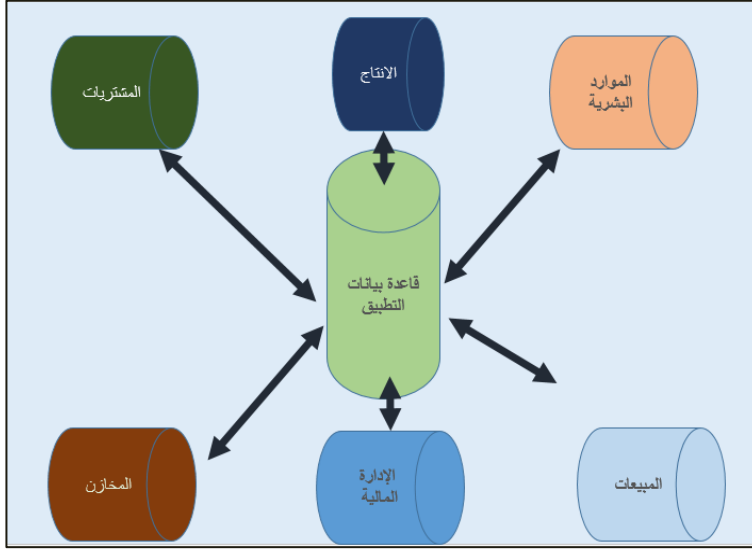 الموارد
البشرية
الانتاج
المشتريات
قاعدة بيانات
التطبيق
المبيعات
الإدارة
المالية
المخازن